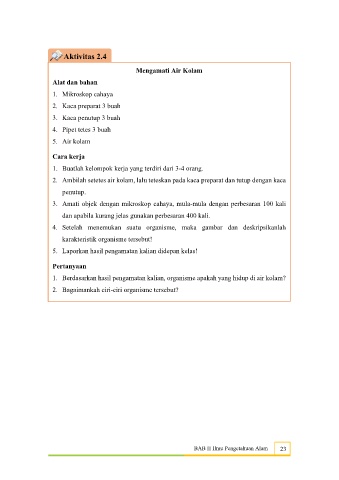 Aktivitas 2.4
Mengamati Air Kolam
Alat dan bahan
1. Mikroskop cahaya
2. Kaca preparat 3 buah
3. Kaca penutup 3 buah
4. Pipet tetes 3 buah
5. Air kolam
Cara kerja
1. Buatlah kelompok kerja yang terdiri dari 3-4 orang.
2. Ambillah setetes air kolam, lalu teteskan pada kaca preparat dan tutup dengan kaca
penutup.
3. Amati objek dengan mikroskop cahaya, mula-mula dengan perbesaran 100 kali
dan apabila kurang jelas gunakan perbesaran 400 kali.
4. Setelah menemukan suatu organisme, maka gambar dan deskripsikanlah
karakteristik organisme tersebut!
5. Laporkan hasil pengamatan kalian didepan kelas!
Pertanyaan
1. Berdasarkan hasil pengamatan kalian, organisme apakah yang hidup di air kolam?
2. Bagaimankah ciri-ciri organisme tersebut?
BAB II Ilmu Pengetahuan Alam 23